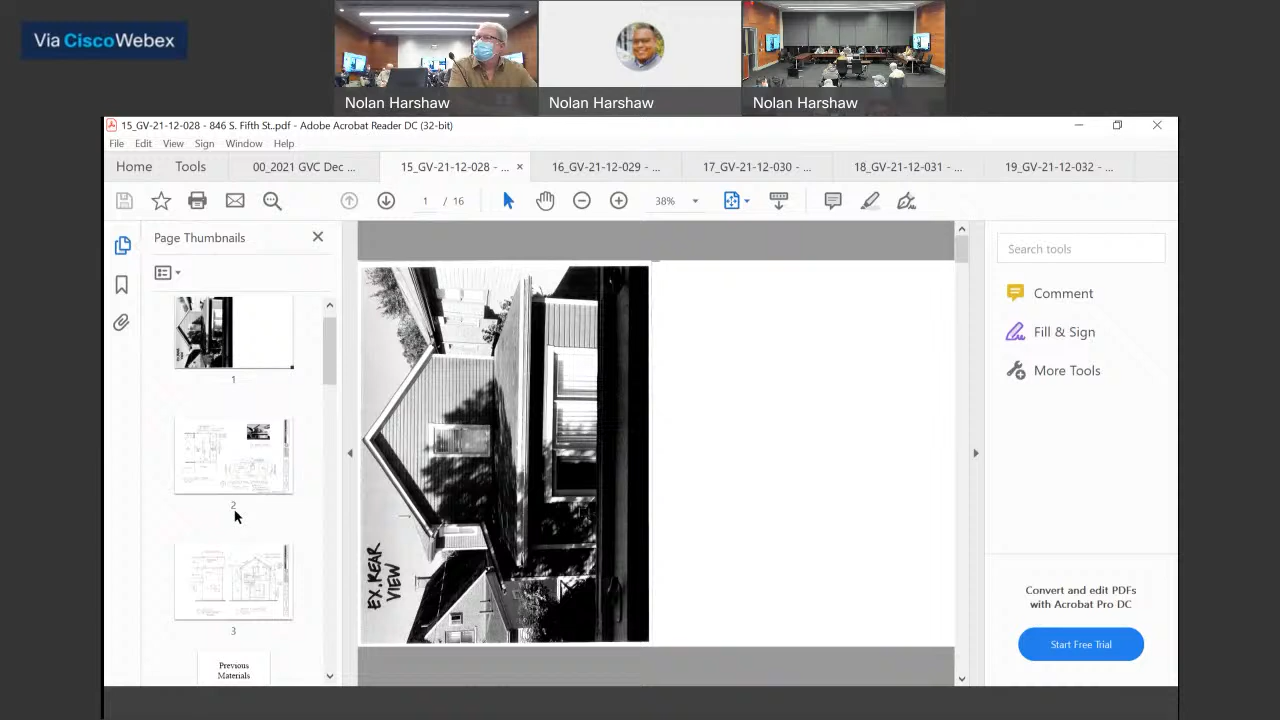 Via CiscoWebex
Nolan Harshaw
Nolan Harshaw
Nolan Harshaw
15_GV-21-12-028 - 846 S. Fifth St..pdf - Adobe Acrobat Reader DC (32-bit)
File Edit View Sign Window Help
Home Tools 00_2021 GVC Dec ... 15_GV-21-12-028 - ... × 16_GV-21-12-029 - ... 17_GV-21-12-030 - ... 18_GV-21-12-031 - ... 19_GV-21-12-032 - ...
1 / 16 38%
Page Thumbnails
1
2
3
Previous
Materials
EX. REAR
VIEW
Search tools
Comment
Fill & Sign
More Tools
Convert and edit PDFs
with Acrobat Pro DC
Start Free Trial